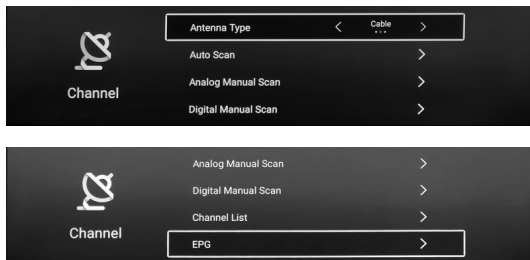 Antenna Type
Cable
Auto Scan
Analog Manual Scan
Channel
Digital Manual Scan
Analog Manual Scan
Digital Manual Scan
Channel List
Channel
EPG